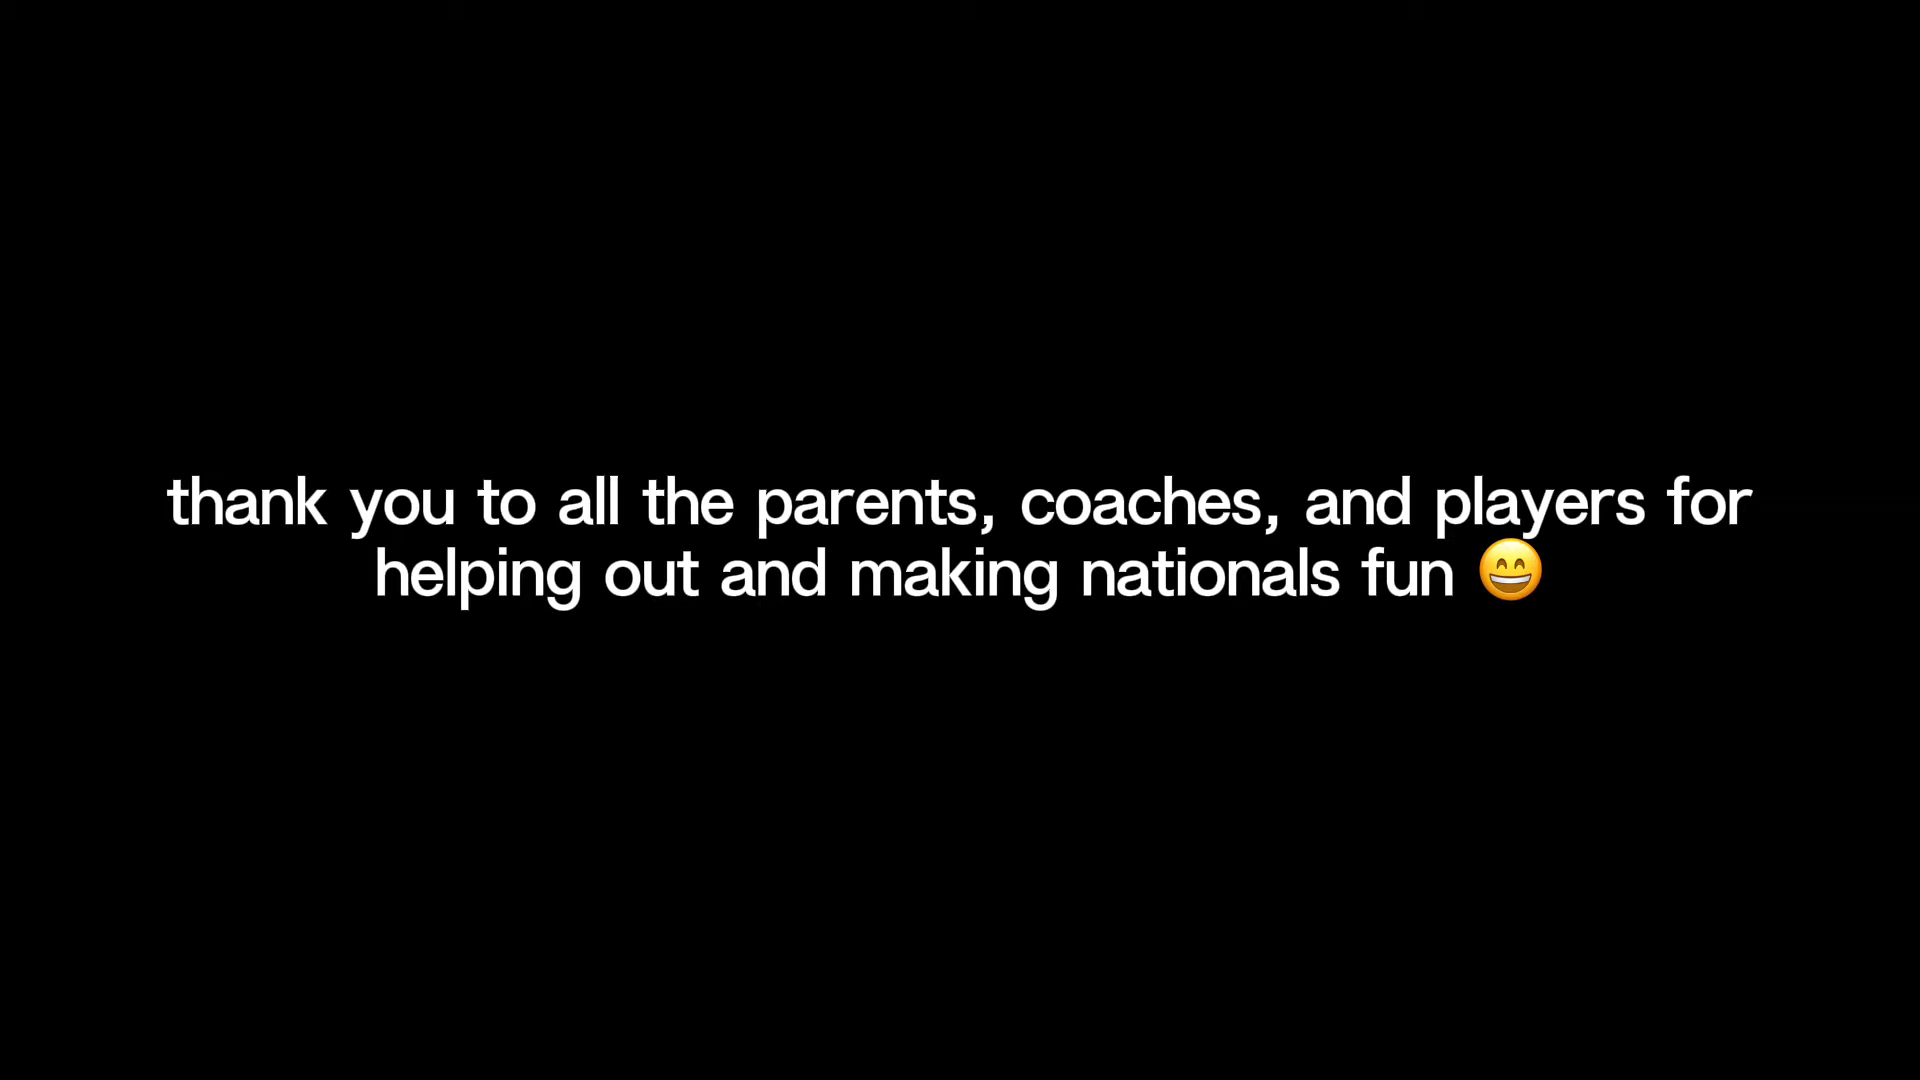 thank you to all the parents, coaches, and players for
helping out and making nationals fun 😄